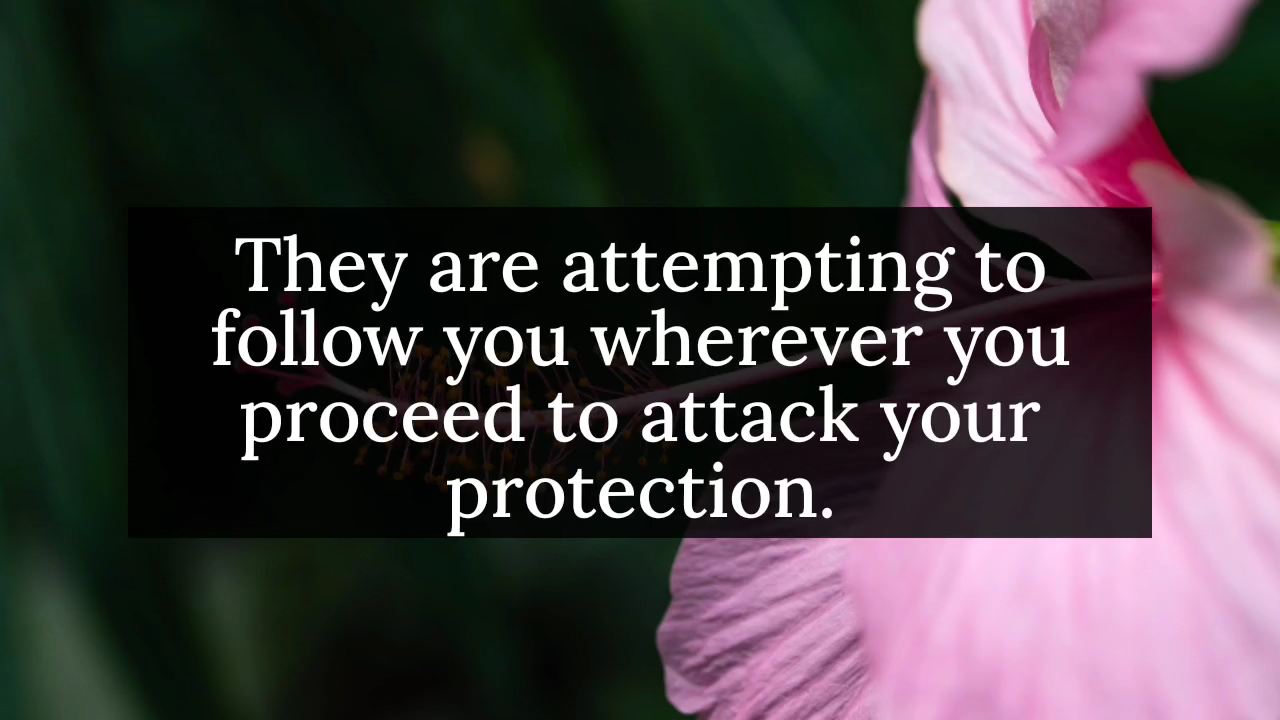 They are attempting to
follow you wherever you
proceed to attack your
protection.